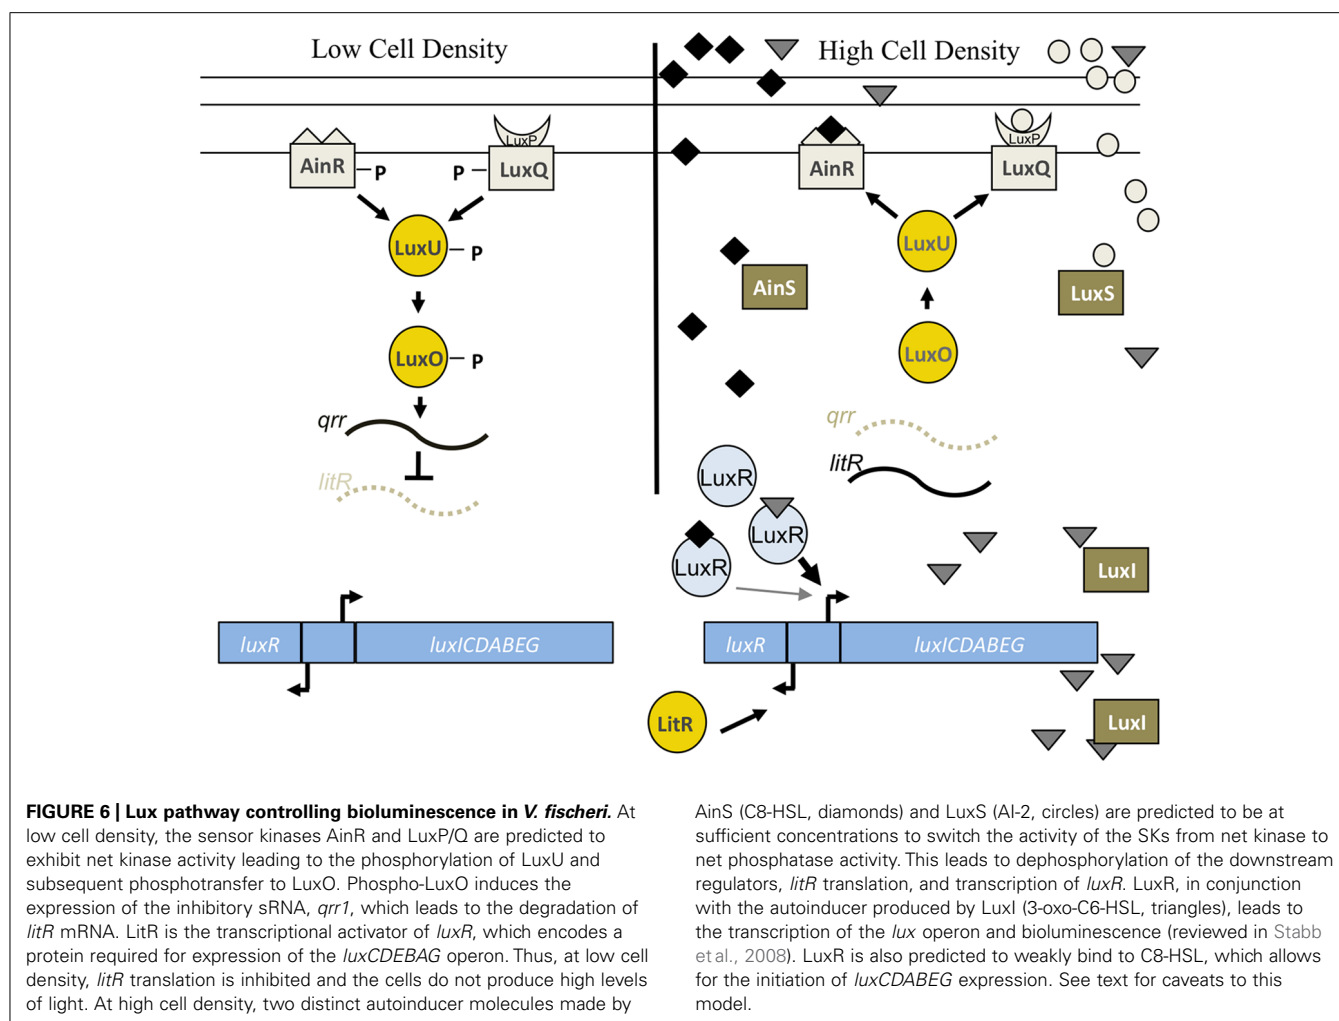 Low Cell Density
High Cell Density
AinR
P
P
LuxP
LuxQ
LuxU
P
LuxO
P
qrr
litR
luxR
luxICDABEG
AinR
LuxP
LuxQ
LuxU
AinS
LuxS
LuxO
qrr
litR
LuxR
LuxR
LuxR
LuxI
luxR
luxICDABEG
LitR
LuxI
FIGURE 6 | Lux pathway controlling bioluminescence in V. fischeri. At
low cell density, the sensor kinases AinR and LuxP/Q are predicted to
exhibit net kinase activity leading to the phosphorylation of LuxU and
subsequent phosphotransfer to LuxO. Phospho-LuxO induces the
expression of the inhibitory sRNA, qrr1, which leads to the degradation of
litR mRNA. LitR is the transcriptional activator of luxR, which encodes a
protein required for expression of the luxCDEBAG operon. Thus, at low cell
density, litR translation is inhibited and the cells do not produce high levels
of light. At high cell density, two distinct autoinducer molecules made by
AinS (C8-HSL, diamonds) and LuxS (AI-2, circles) are predicted to be at
sufficient concentrations to switch the activity of the SKs from net kinase to
net phosphatase activity. This leads to dephosphorylation of the downstream
regulators, litR translation, and transcription of luxR. LuxR, in conjunction
with the autoinducer produced by LuxI (3-oxo-C6-HSL, triangles), leads to
the transcription of the lux operon and bioluminescence (reviewed in Stabb
et al., 2008). LuxR is also predicted to weakly bind to C8-HSL, which allows
for the initiation of luxCDABEG expression. See text for caveats to this
model.